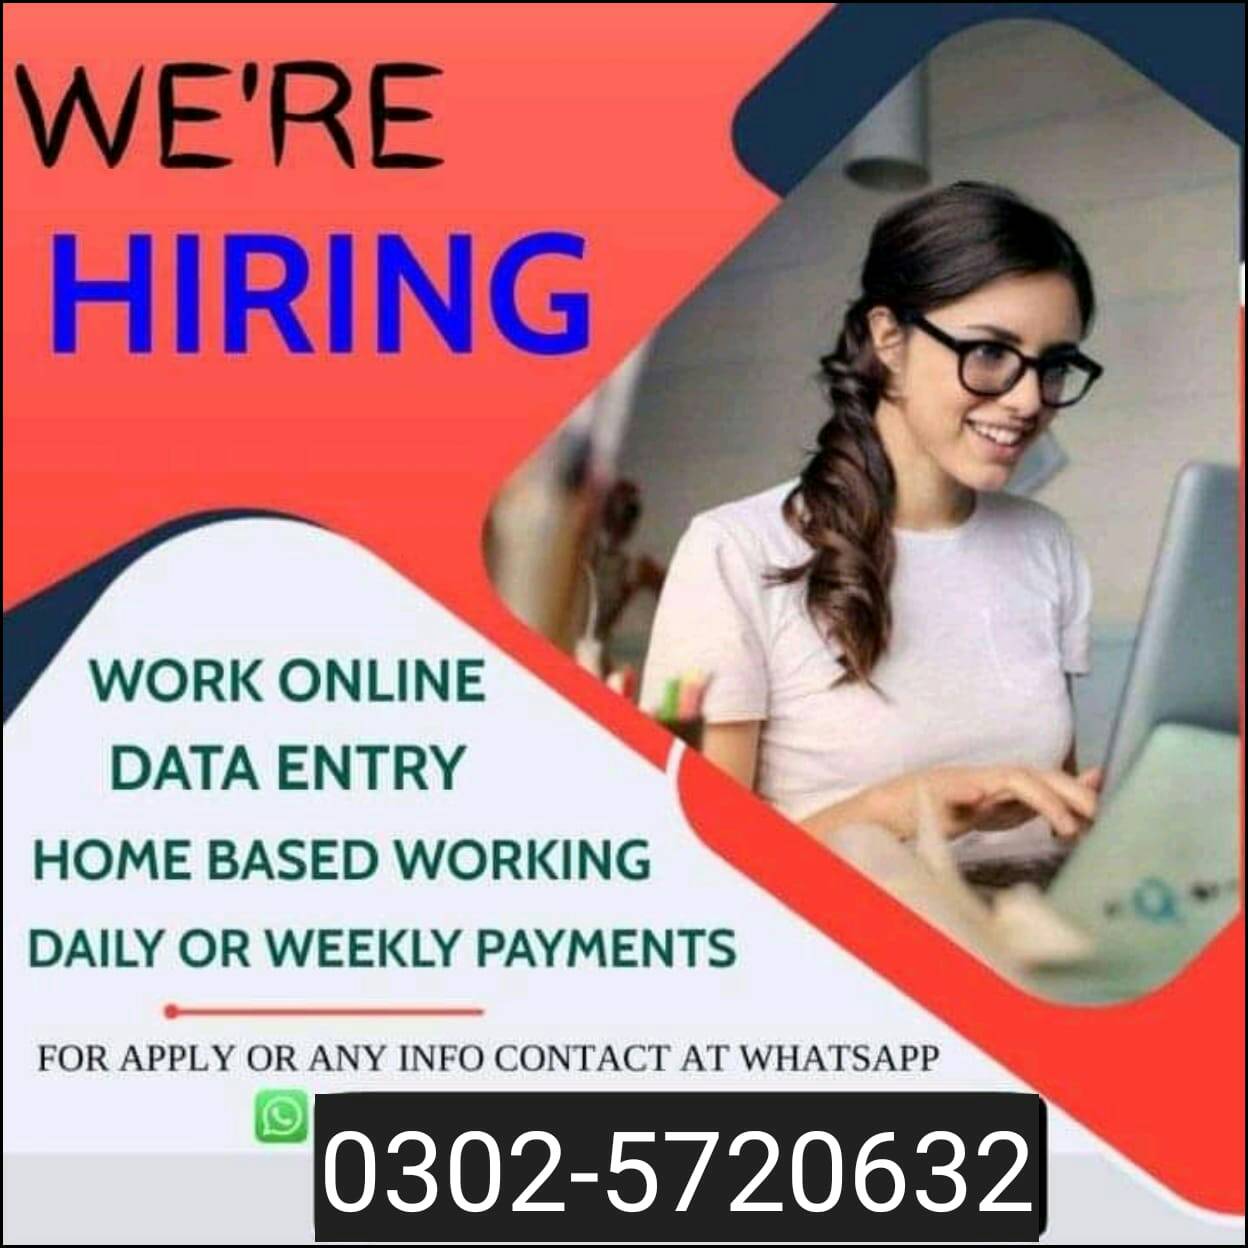 WE'RE
HIRING
WORK ONLINE
DATA ENTRY
HOME BASED WORKING
DAILY OR WEEKLY PAYMENTS
FOR APPLY OR ANY INFO CONTACT AT WHATSAPP
0302-5720632